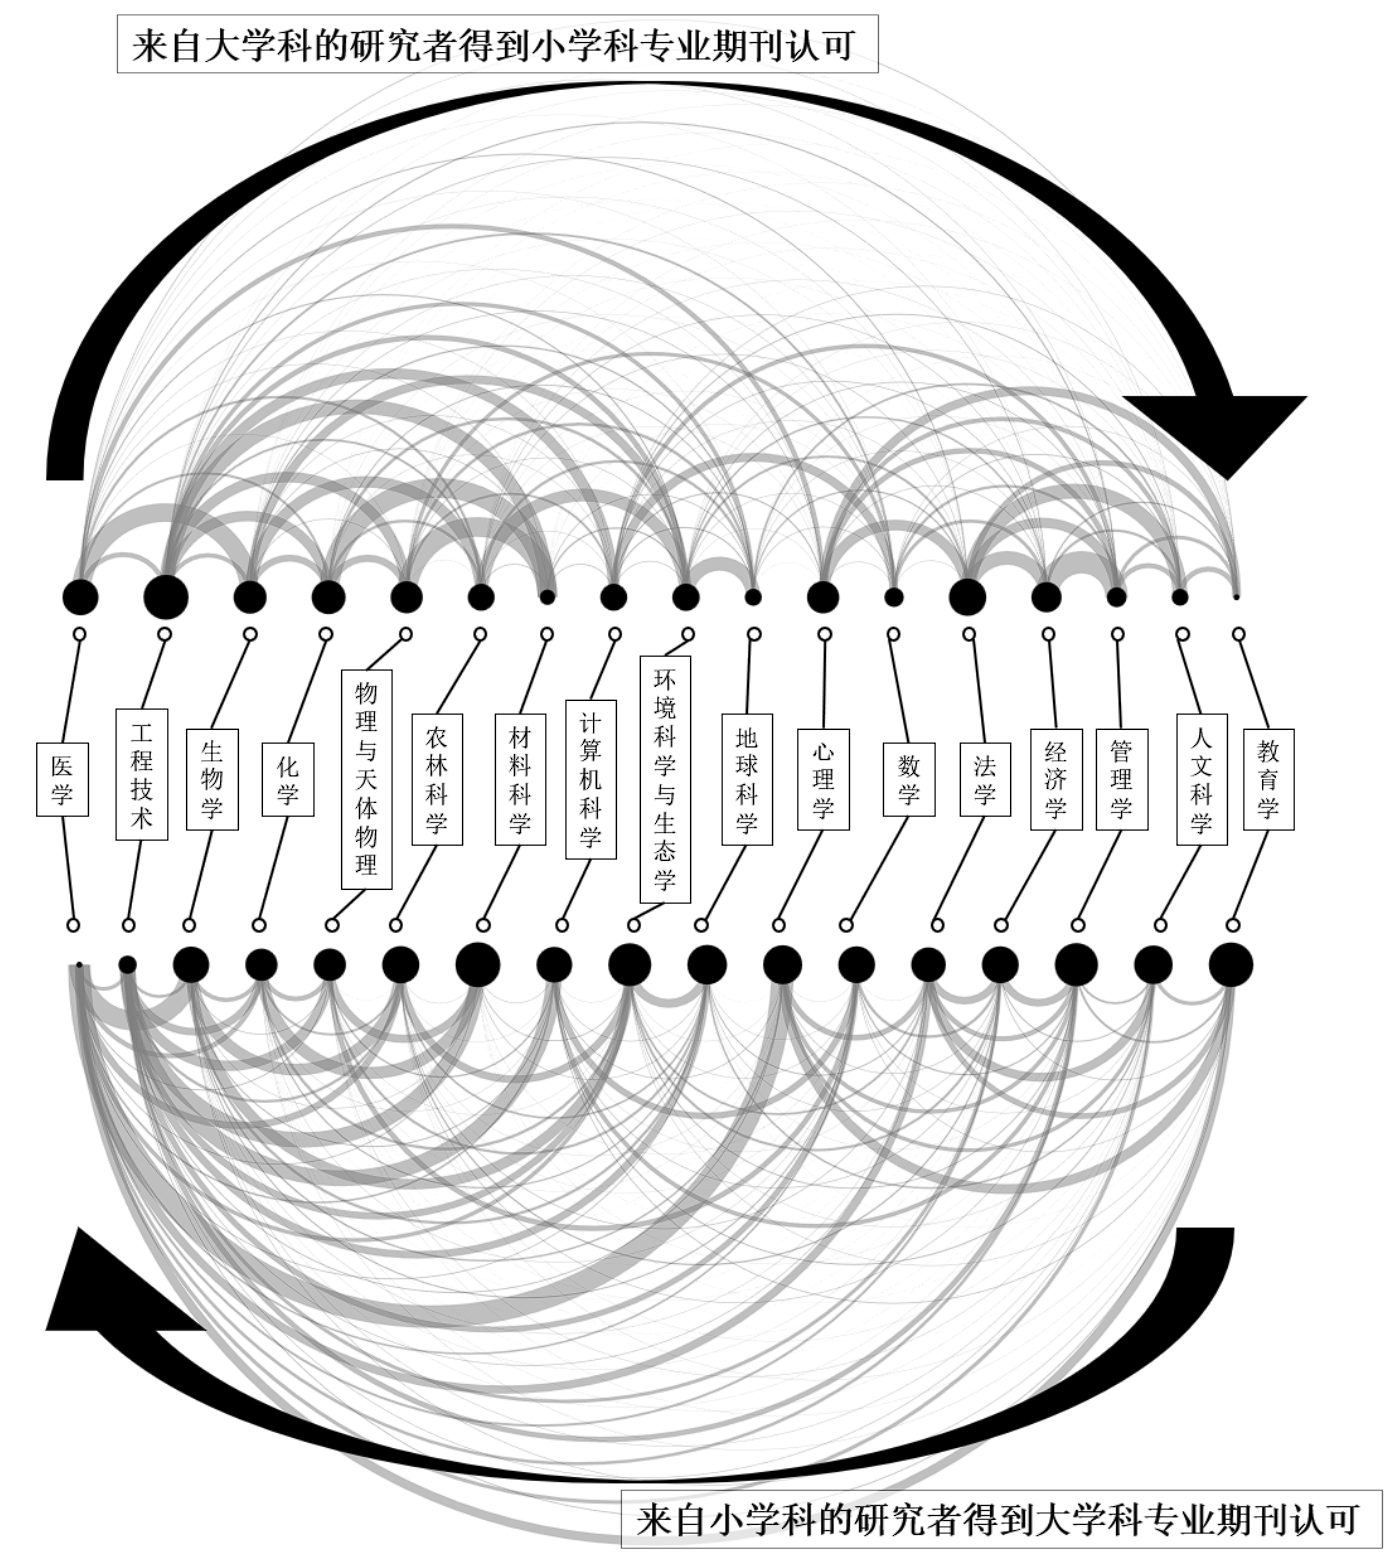 来自大学科的研究者得到小学科专业期刊认可
医学
工程技术
生物学
化学
物理与天体物理
农林科学
材料科学
计算机科学
环境科学与生态学
地球科学
心理学
数学
法学
经济学
管理学
人文科学
教育学
来自小学科的研究者得到大学科专业期刊认可